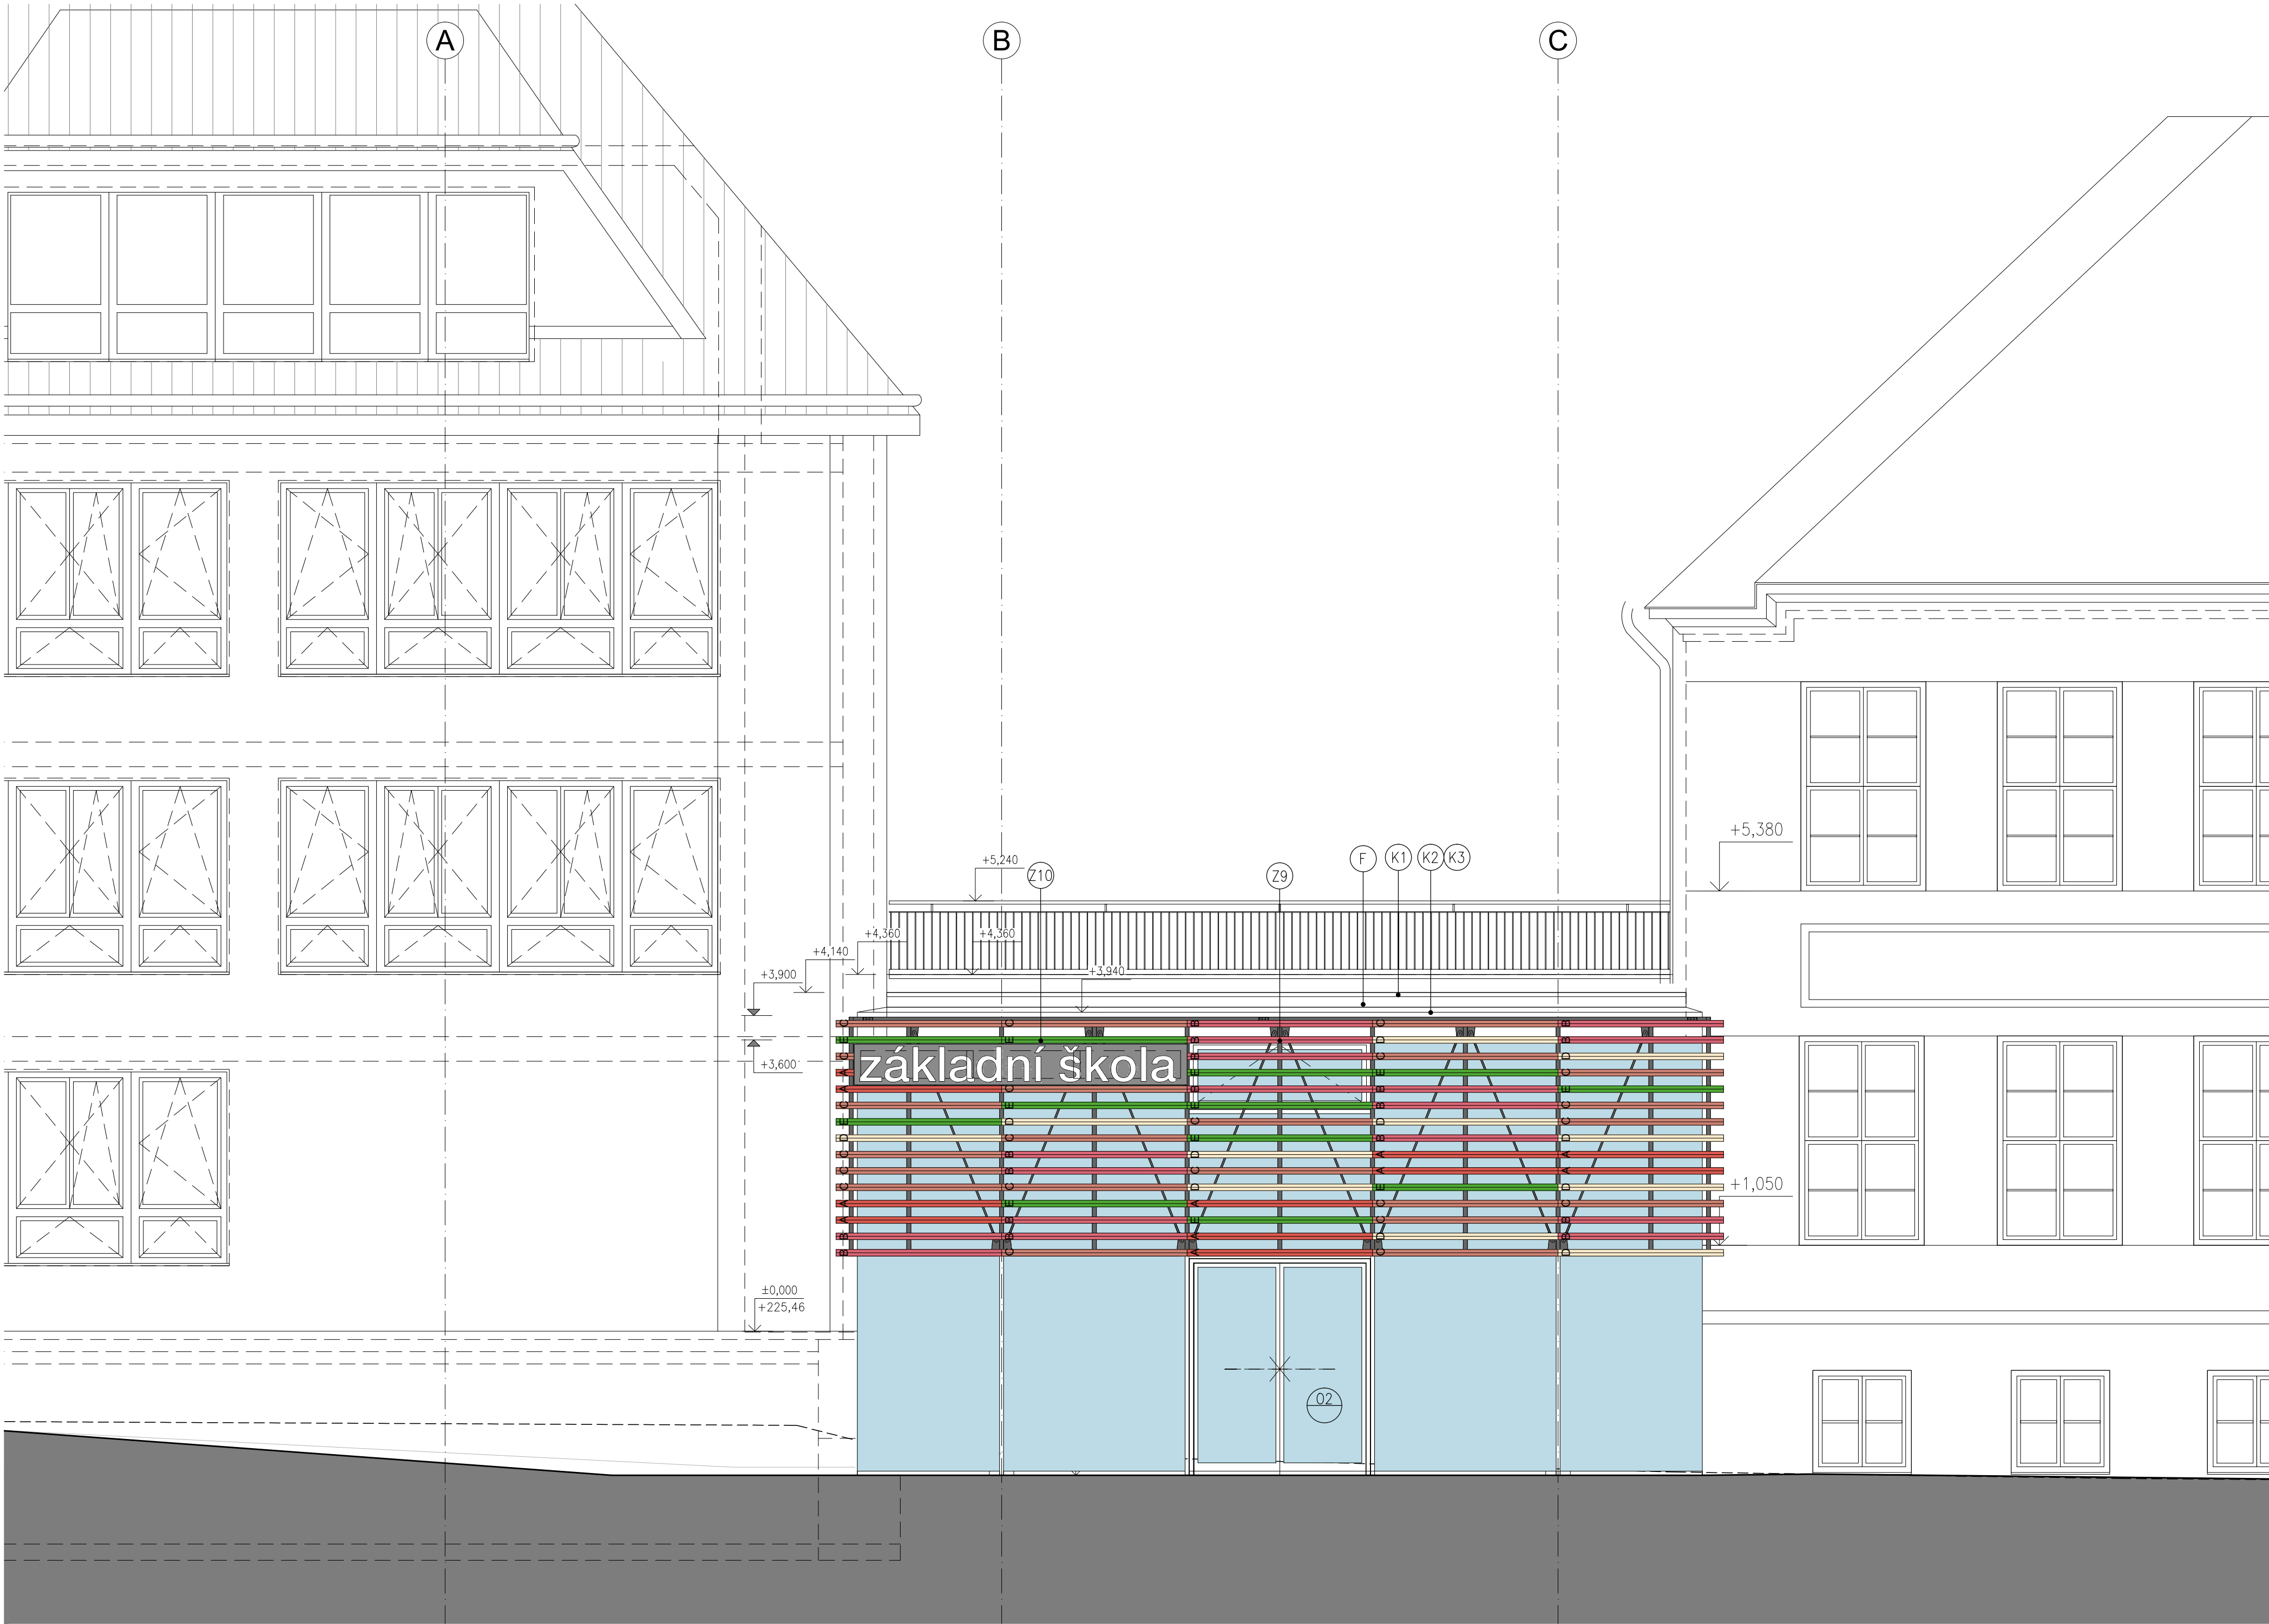 A B C
+5,380
+5,240
Z10 Z9 F K1 K2 K3
+4,360 +4,360
+4,140
+3,940
+3,900
+3,600
základní škola
C C B C B
E E B D B
C B C D
A E E C
A C B B E
C E E B C
E D C D C
D C E B D
C B D A A
C B C A A
C C D E D
A E A C C
A B E C B
B B A D B
B C A C D
+1,050
±0,000
+225,46
02